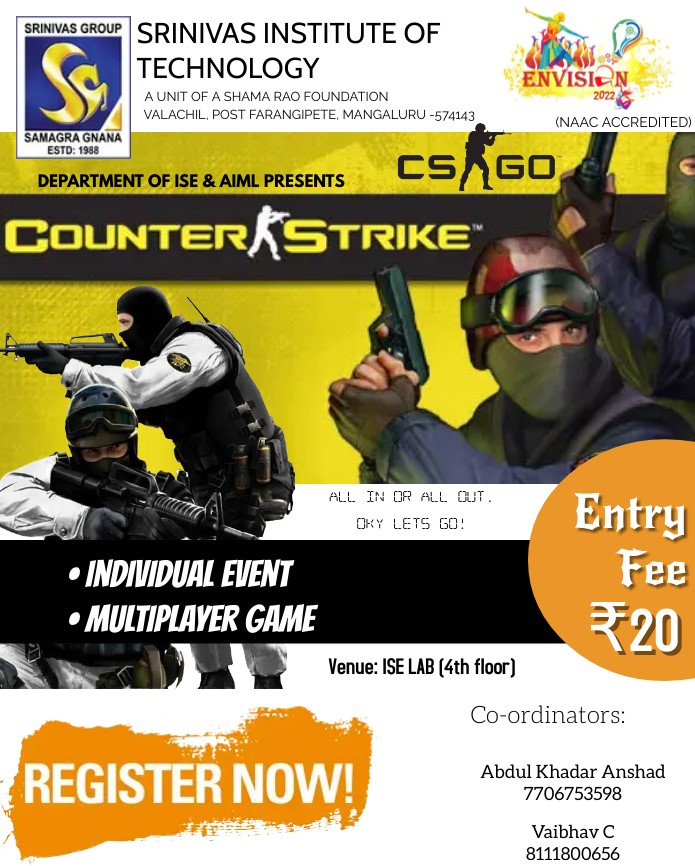 SRINIVAS GROUP
SAMAGRA GNANA
ESTD: 1988
SRINIVAS INSTITUTE OF
TECHNOLOGY
A UNIT OF A SHAMA RAO FOUNDATION
VALACHIL, POST FARANGIPETE, MANGALURU -574143
ENVISION
2022
(NAAC ACCREDITED)
DEPARTMENT OF ISE & AIML PRESENTS
CS GO
COUNTER STRIKE™
ALL IN OR ALL OUT,
OKY LETS GO!
Entry
Fee
₹20
• INDIVIDUAL EVENT
• MULTIPLAYER GAME
Venue: ISE LAB (4th floor)
REGISTER NOW!
Co-ordinators:
Abdul Khadar Anshad
7706753598
Vaibhav C
8111800656